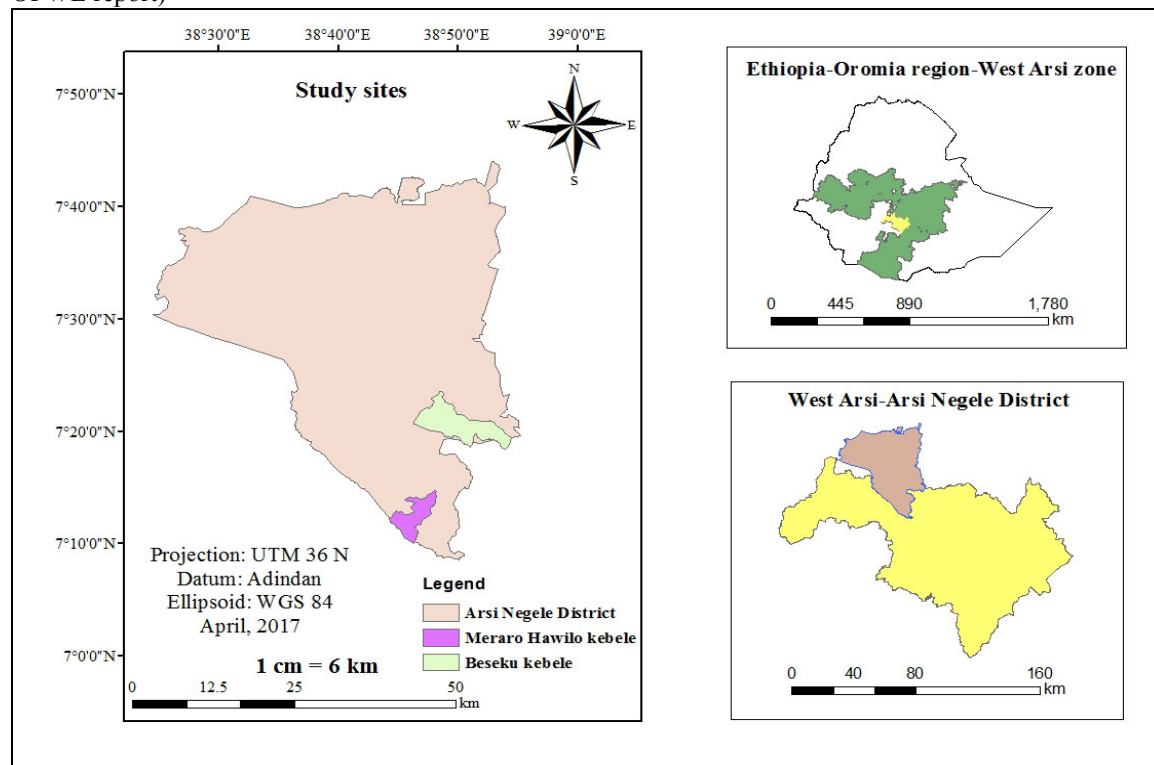 38°30'0"E 38°40'0"E 38°50'0"E 39°0'0"E
Study sites
N
W E
S
7°50'0"N
7°40'0"N
7°30'0"N
7°20'0"N
7°10'0"N
7°0'0"N
Projection: UTM 36 N
Datum: Adindan
Ellipsoid: WGS 84
April, 2017
1 cm = 6 km
0 12.5 25 50
km
Legend
Arsi Negele District
Meraro Hawilo kebele
Beseku kebele
Ethiopia-Oromia region-West Arsi zone
0 445 890 1,780
km
West Arsi-Arsi Negele District
0 40 80 160
km